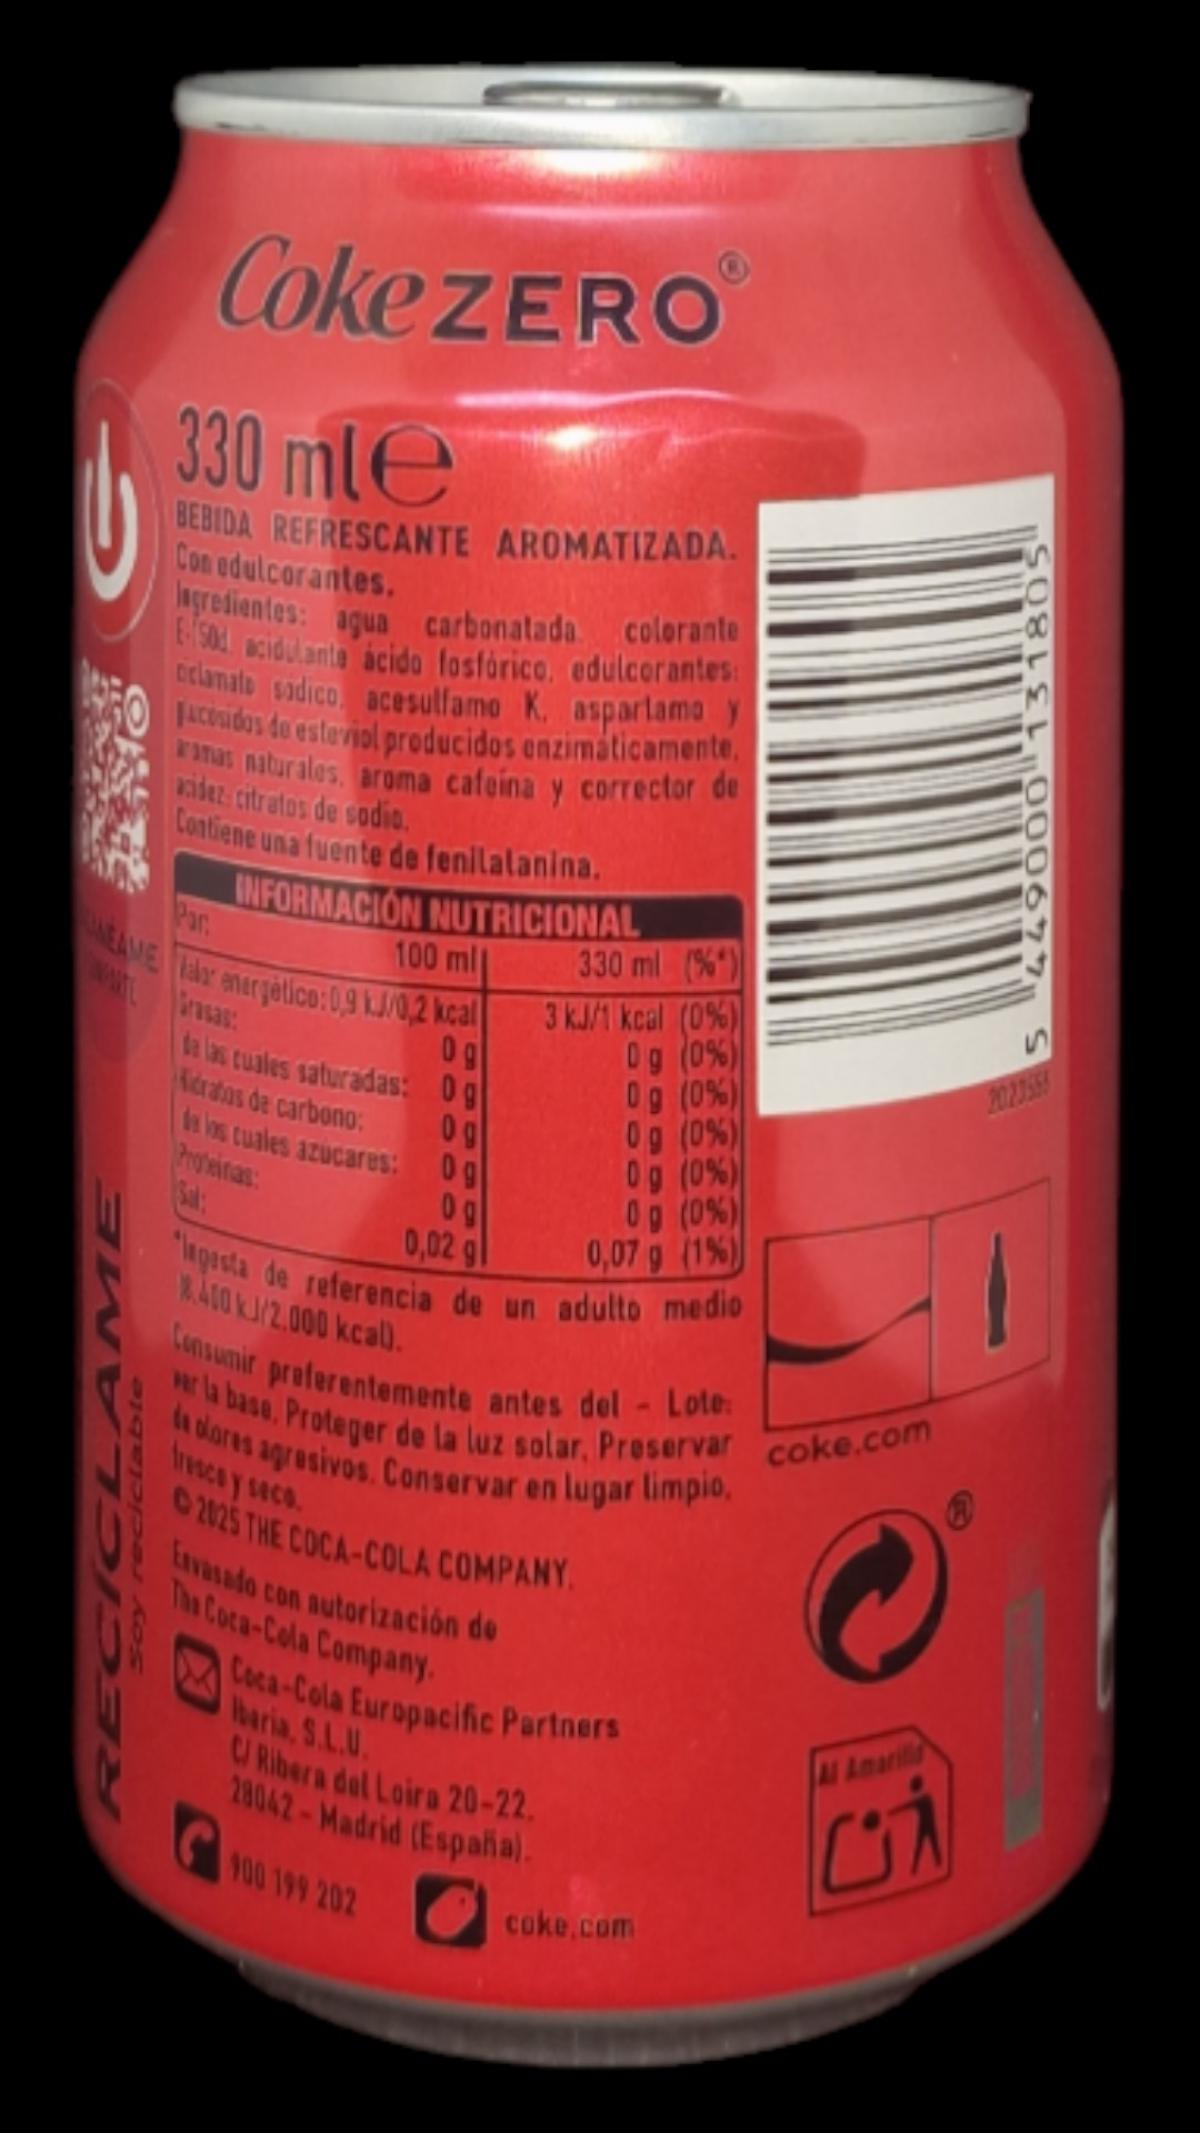 Coke ZERO®
330 ml e
BEBIDA REFRESCANTE AROMATIZADA.
Con edulcorantes.
Ingredientes: agua carbonatada, colorante
E-150d, acidulante ácido fosfórico, edulcorantes:
ciclamato sódico, acesulfamo K, aspartamo y
glucósidos de esteviol producidos enzimáticamente,
aromas naturales, aroma cafeína y corrector de
acidez, citratos de sodio.
Contiene una fuente de fenilalanina.
INFORMACIÓN NUTRICIONAL
Por:
100 ml 330 ml (%*)
Valor energético: 0,9 kJ/0,2 kcal 3 kJ/1 kcal (0%)
Grasas: 0 g 0 g (0%)
de las cuales saturadas: 0 g 0 g (0%)
Hidratos de carbono: 0 g 0 g (0%)
de los cuales azúcares: 0 g 0 g (0%)
Proteínas: 0 g 0 g (0%)
Sal: 0,02 g 0,07 g (1%)
*Ingesta de referencia de un adulto medio
(8.400 kJ/2.000 kcal).
Consumir preferentemente antes del - Lote:
ver la base. Proteger de la luz solar. Preservar
de olores agresivos. Conservar en lugar limpio,
fresco y seco.
© 2025 THE COCA-COLA COMPANY.
Envasado con autorización de
The Coca-Cola Company.
Coca-Cola Europacific Partners
Iberia, S.L.U.
C/ Ribera del Loira 20-22.
28042 - Madrid (España).
900 199 202
coke.com
RECÍCLAME
Soy reciclable
5 449000 131805
coke.com
®
Al Amarillo